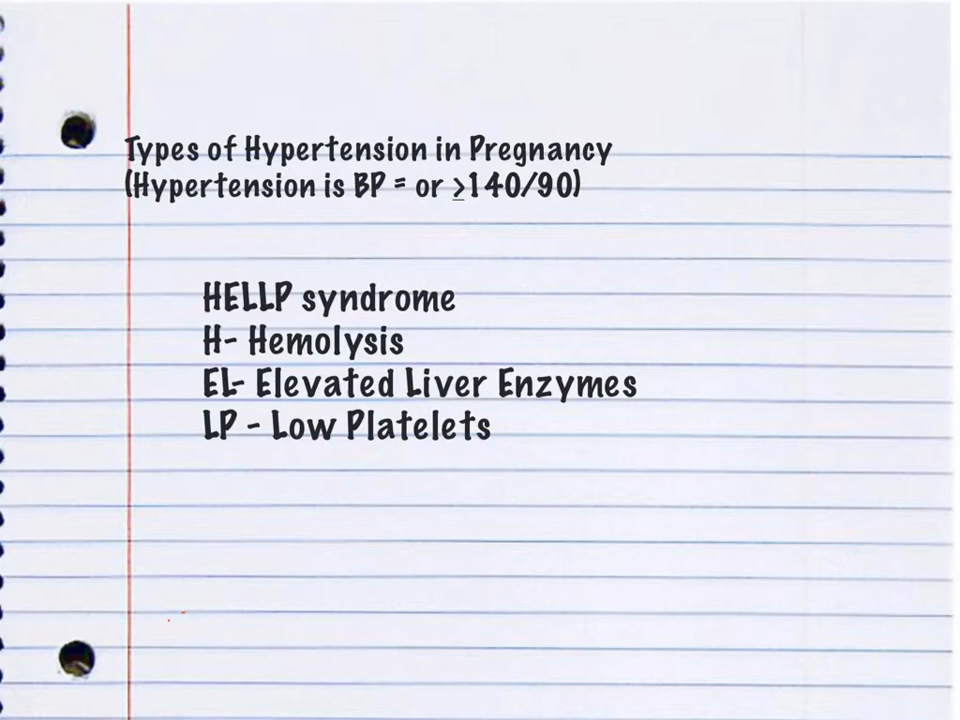 Types of Hypertension in Pregnancy
(Hypertension is BP = or ≥140/90)
HELLP syndrome
H- Hemolysis
EL- Elevated Liver Enzymes
LP - Low Platelets